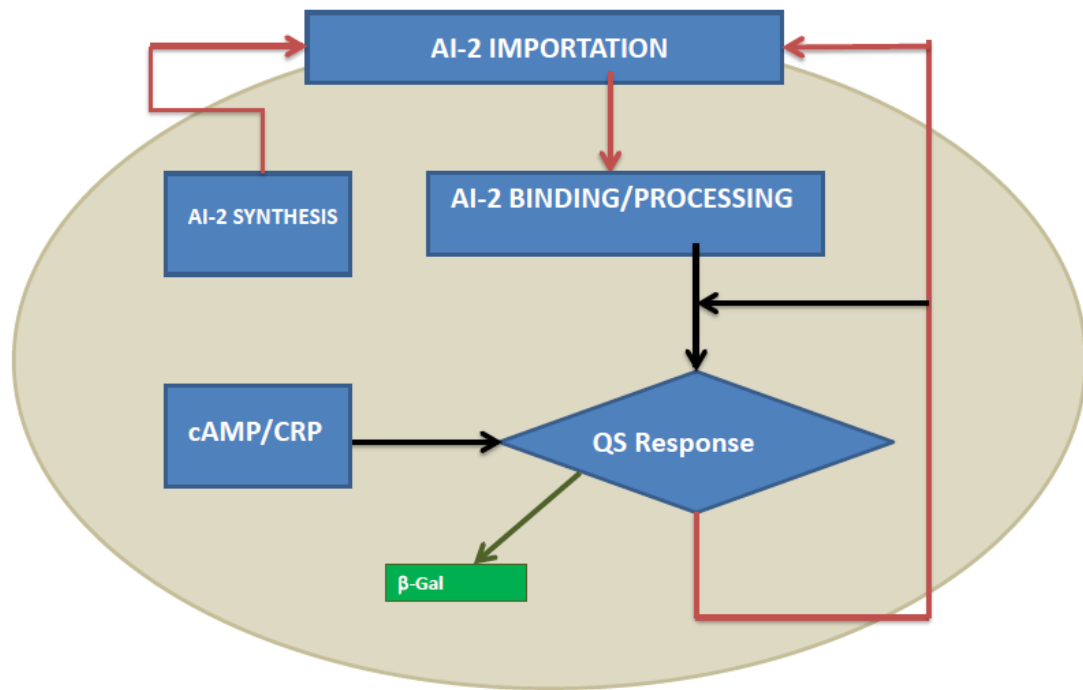 AI-2 IMPORTATION
AI-2 BINDING/PROCESSING
AI-2 SYNTHESIS
cAMP/CRP
QS Response
β-Gal